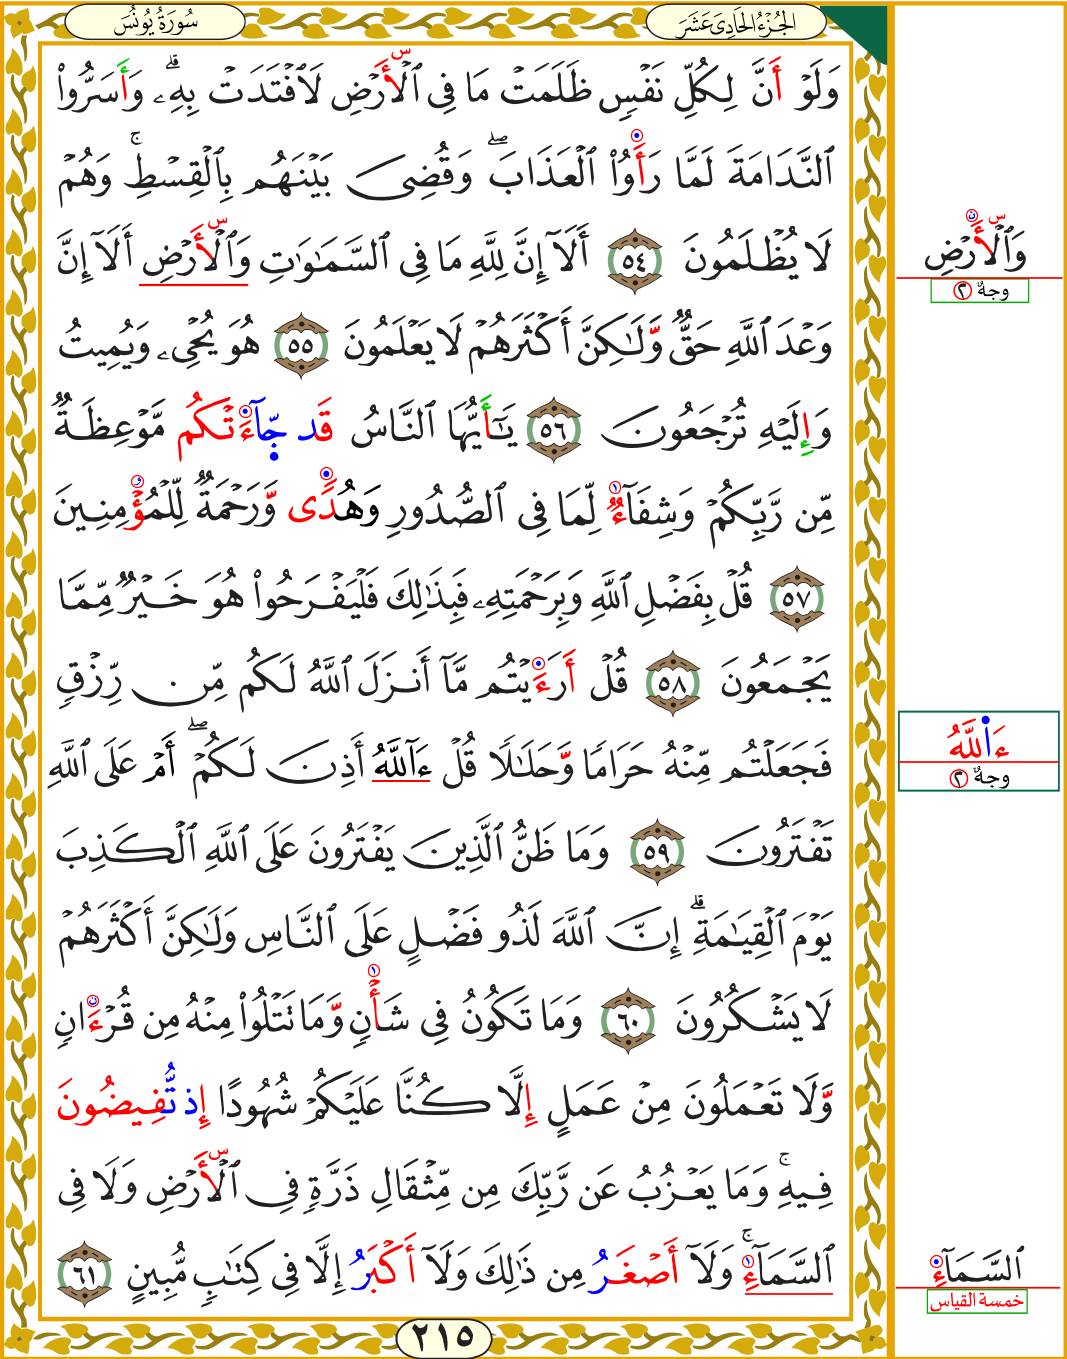 سُورَةُ يُونُسَ
الجُزْءُ الحَادِيَ عَشَرَ
وَلَوۡ أَنَّ لِكُلِّ نَفۡسٖ ظَلَمَتۡ مَا فِي ٱلۡأَرۡضِ لَٱفۡتَدَتۡ بِهِۦۗ وَأَسَرُّواْ
ٱلنَّدَامَةَ لَمَّا رَأَوُاْ ٱلۡعَذَابَۖ وَقُضِيَ بَيۡنَهُم بِٱلۡقِسۡطِۚ وَهُمۡ
لَا يُظۡلَمُونَ ٥٤ أَلَآ إِنَّ لِلَّهِ مَا فِي ٱلسَّمَٰوَٰتِ وَٱلۡأَرۡضِ أَلَآ إِنَّ
وَعۡدَ ٱللَّهِ حَقّٞ وَّلَٰكِنَّ أَكۡثَرَهُمۡ لَا يَعۡلَمُونَ ٥٥ هُوَ يُحۡيِۦ وَيُمِيتُ
وَإِلَيۡهِ تُرۡجَعُونَ ٥٦ يَٰٓأَيُّهَا ٱلنَّاسُ قَد جَّآءَتۡكُم مَّوۡعِظَةٞ
مِّن رَّبِّكُمۡ وَشِفَآءٞ لِّمَا فِي ٱلصُّدُورِ وَهُدٗى وَّرَحۡمَةٞ لِّلۡمُؤۡمِنِينَ
٥٧ قُلۡ بِفَضۡلِ ٱللَّهِ وَبِرَحۡمَتِهِۦ فَبِذَٰلِكَ فَلۡيَفۡرَحُواْ هُوَ خَيۡرٞ مِّمَّا
يَجۡمَعُونَ ٥٨ قُلۡ أَرَءَيۡتُم مَّآ أَنزَلَ ٱللَّهُ لَكُم مِّن رِّزۡقٖ
فَجَعَلۡتُم مِّنۡهُ حَرَامٗا وَّحَلَٰلٗا قُلۡ ءَآللَّهُ أَذِنَ لَكُمۡۖ أَمۡ عَلَى ٱللَّهِ
تَفۡتَرُونَ ٥٩ وَمَا ظَنُّ ٱلَّذِينَ يَفۡتَرُونَ عَلَى ٱللَّهِ ٱلۡكَذِبَ
يَوۡمَ ٱلۡقِيَٰمَةِۗ إِنَّ ٱللَّهَ لَذُو فَضۡلٍ عَلَى ٱلنَّاسِ وَلَٰكِنَّ أَكۡثَرَهُمۡ
لَا يَشۡكُرُونَ ٦٠ وَمَا تَكُونُ فِي شَأۡنٖ وَّمَا تَتۡلُواْ مِنۡهُ مِن قُرۡءَانٖ
وَّلَا تَعۡمَلُونَ مِنۡ عَمَلٍ إِلَّا كُنَّا عَلَيۡكُمۡ شُهُودًا إِذ تُّفِيضُونَ
فِيهِۚ وَمَا يَعۡزُبُ عَن رَّبِّكَ مِن مِّثۡقَالِ ذَرَّةٖ فِي ٱلۡأَرۡضِ وَلَا فِي
ٱلسَّمَآءِۚ وَلَآ أَصۡغَرُ مِن ذَٰلِكَ وَلَآ أَكۡبَرُ إِلَّا فِي كِتَٰبٖ مُّبِينٍ ٦١
وَٱلۡأَرۡضِ
وجهٌ ٢
ءَاْللَّهُ
وجهٌ ٢
ٱلسَّمَآءِ
خمسة القياس
٢١٥